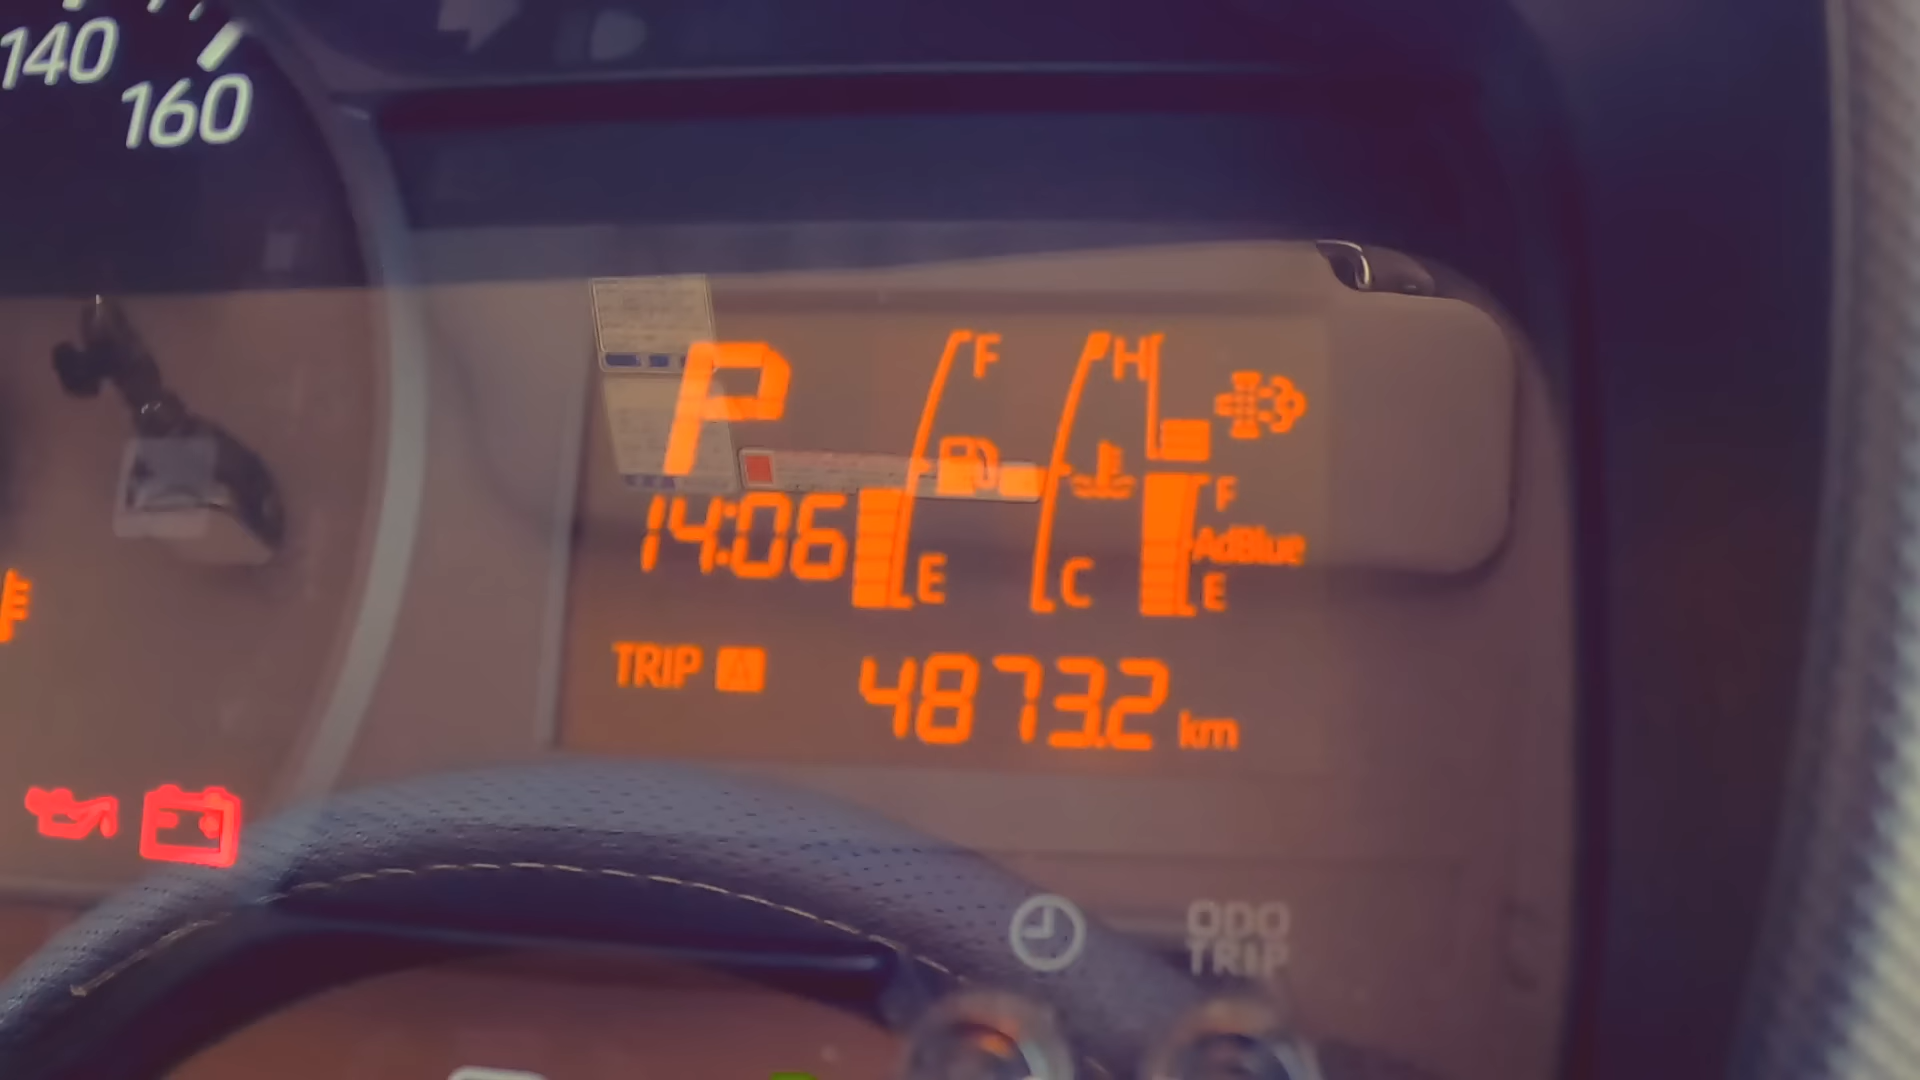 140
160
P
F
H
14:06
E
C
F
AdBlue
E
TRIP A
4873.2 km
ODO
TRIP